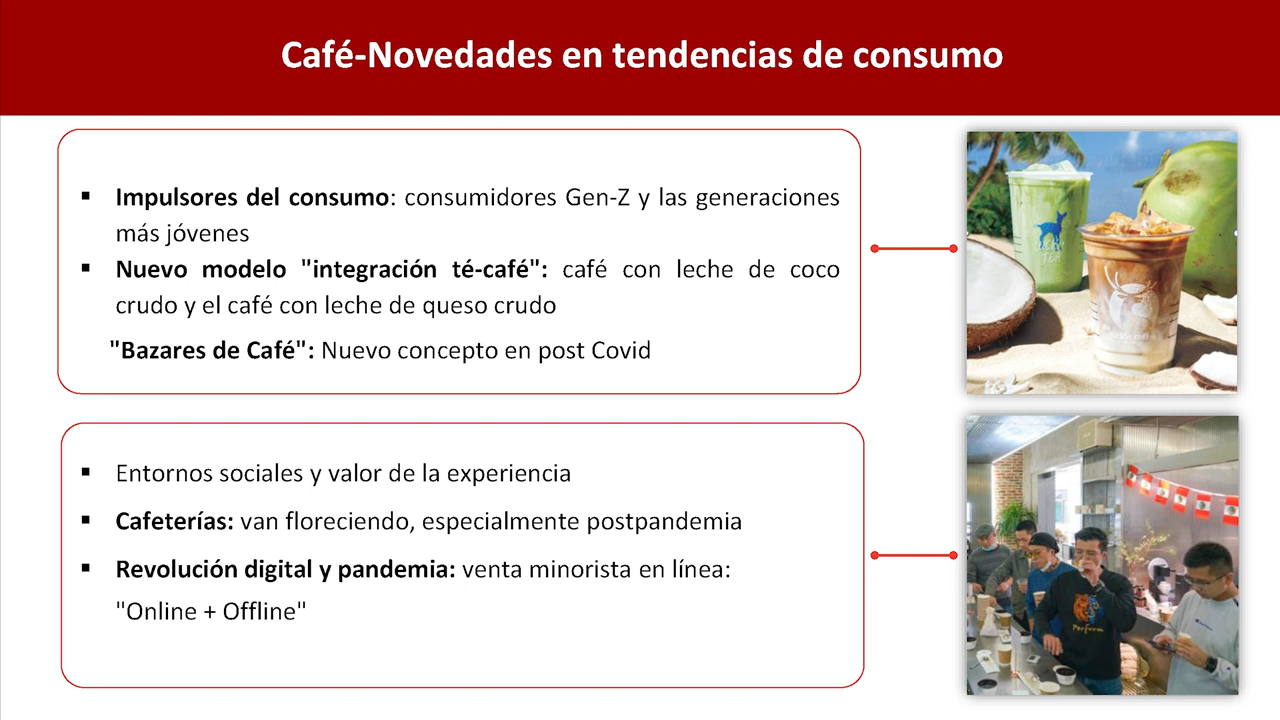 Café-Novedades en tendencias de consumo
▪ Impulsores del consumo: consumidores Gen-Z y las generaciones
más jóvenes
▪ Nuevo modelo "integración té-café": café con leche de coco
crudo y el café con leche de queso crudo
"Bazares de Café": Nuevo concepto en post Covid
▪ Entornos sociales y valor de la experiencia
▪ Cafeterías: van floreciendo, especialmente postpandemia
▪ Revolución digital y pandemia: venta minorista en línea:
"Online + Offline"
Perform